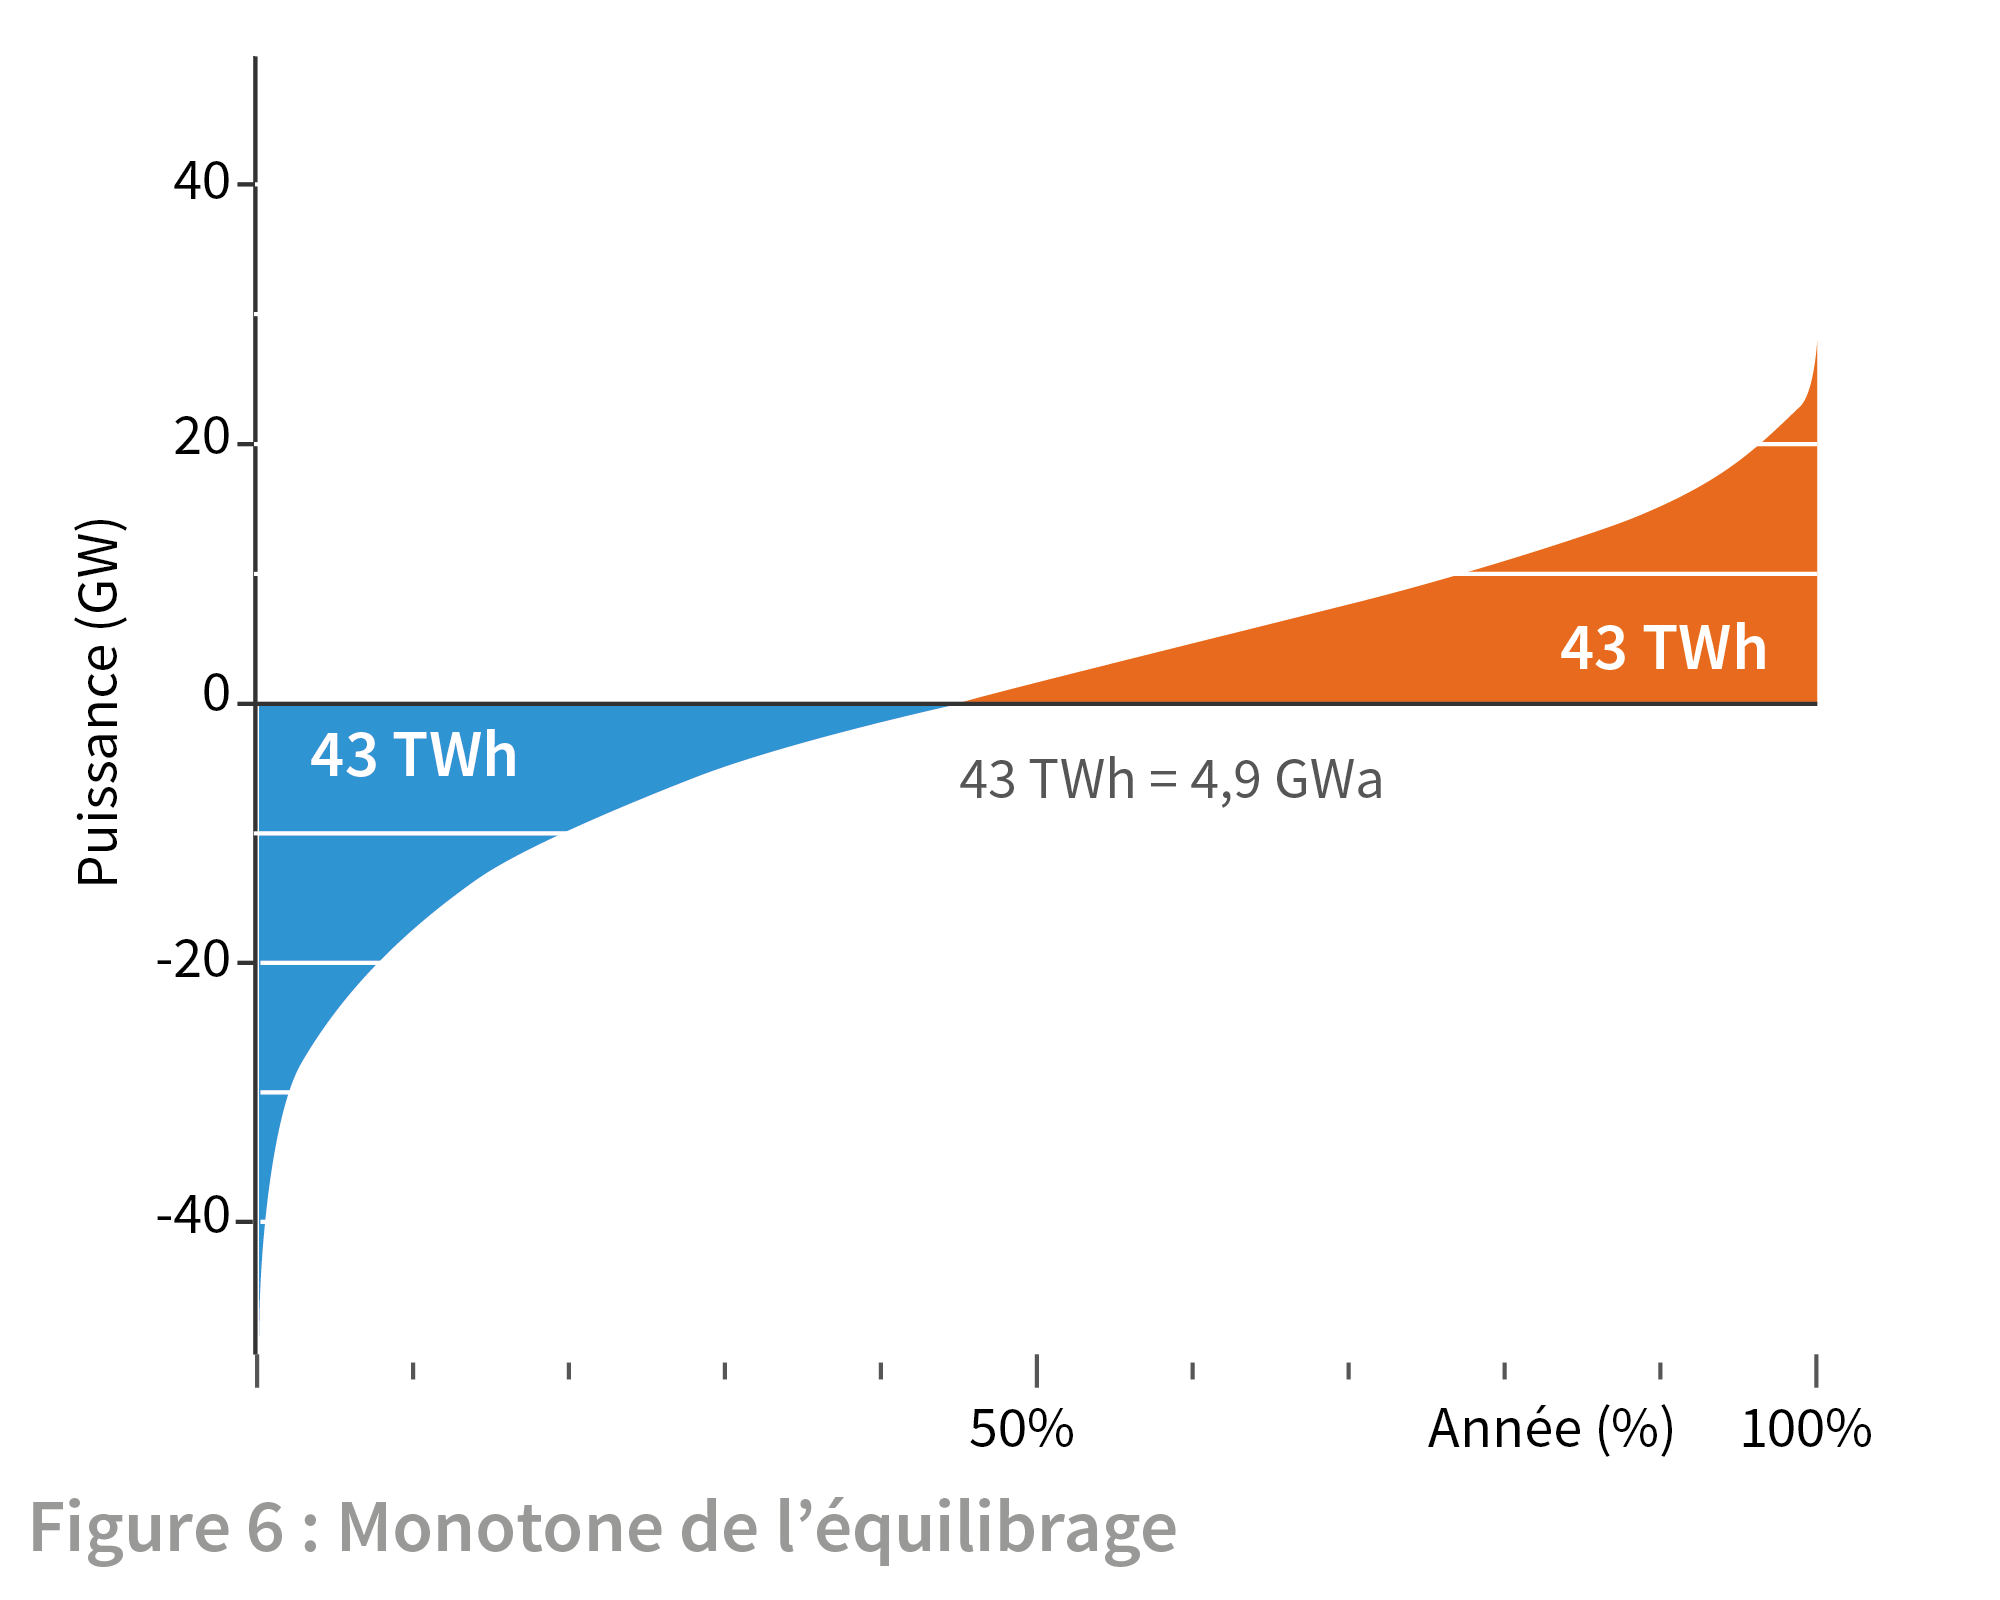 40
20
0
-20
-40
Puissance (GW)
43 TWh
43 TWh
43 TWh = 4,9 GWa
50%
Année (%)
100%
Figure 6 : Monotone de l’équilibrage